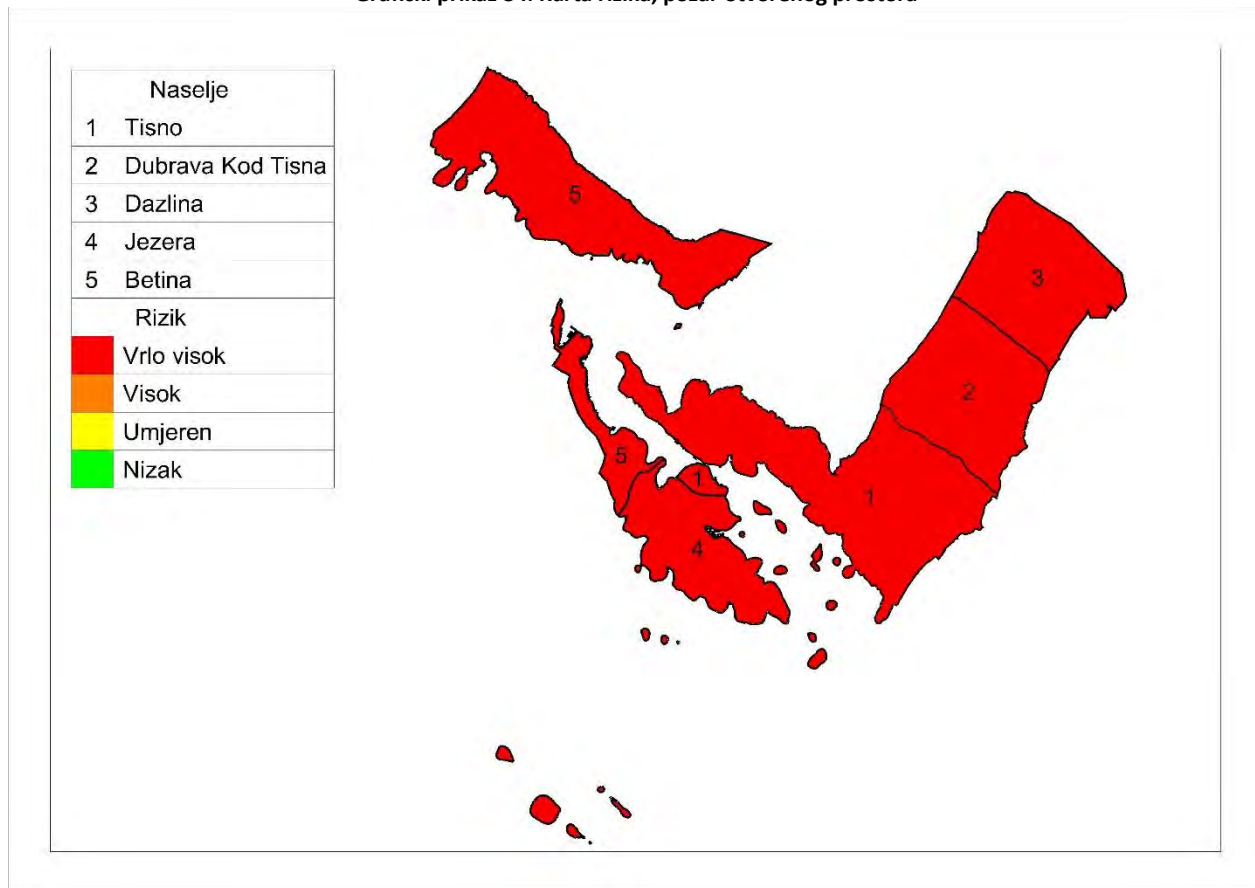 Naselje
1 Tisno
2 Dubrava Kod Tisna
3 Dazlina
4 Jezera
5 Betina
Rizik
Vrlo visok
Visok
Umjeren
Nizak
5
3
2
5
1
1
4